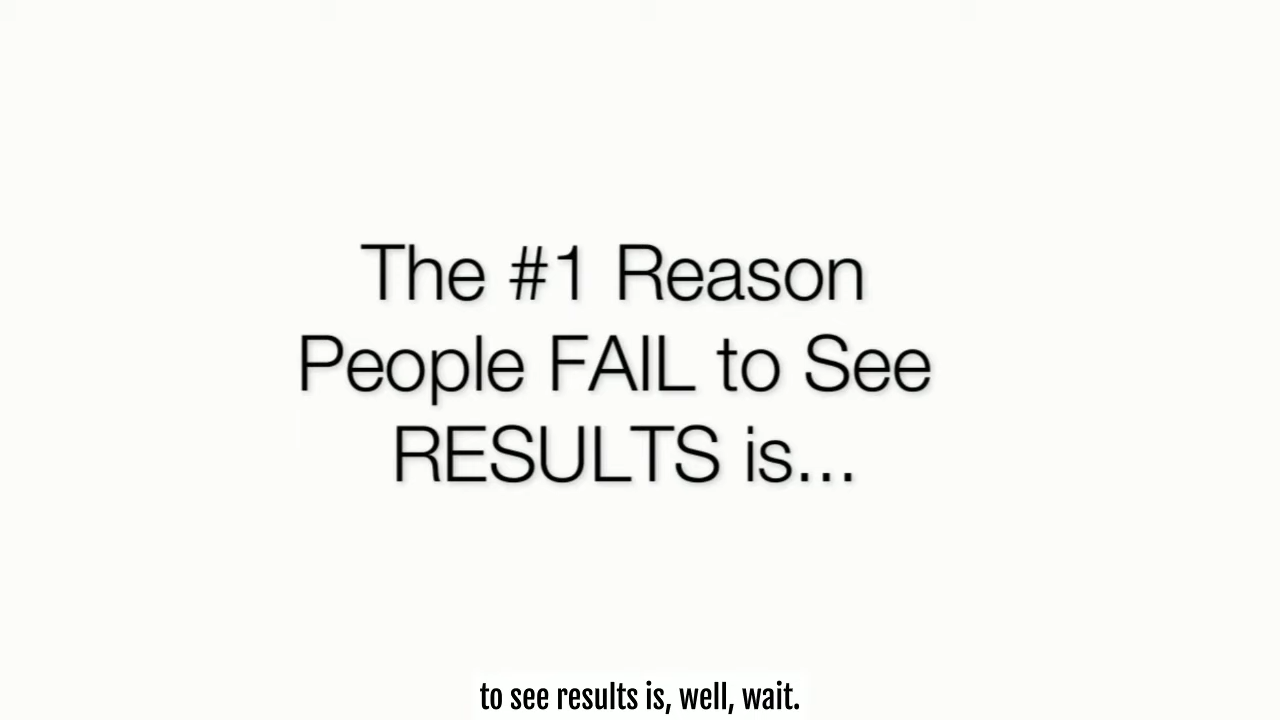 The #1 Reason
People FAIL to See
RESULTS is...
to see results is, well, wait.